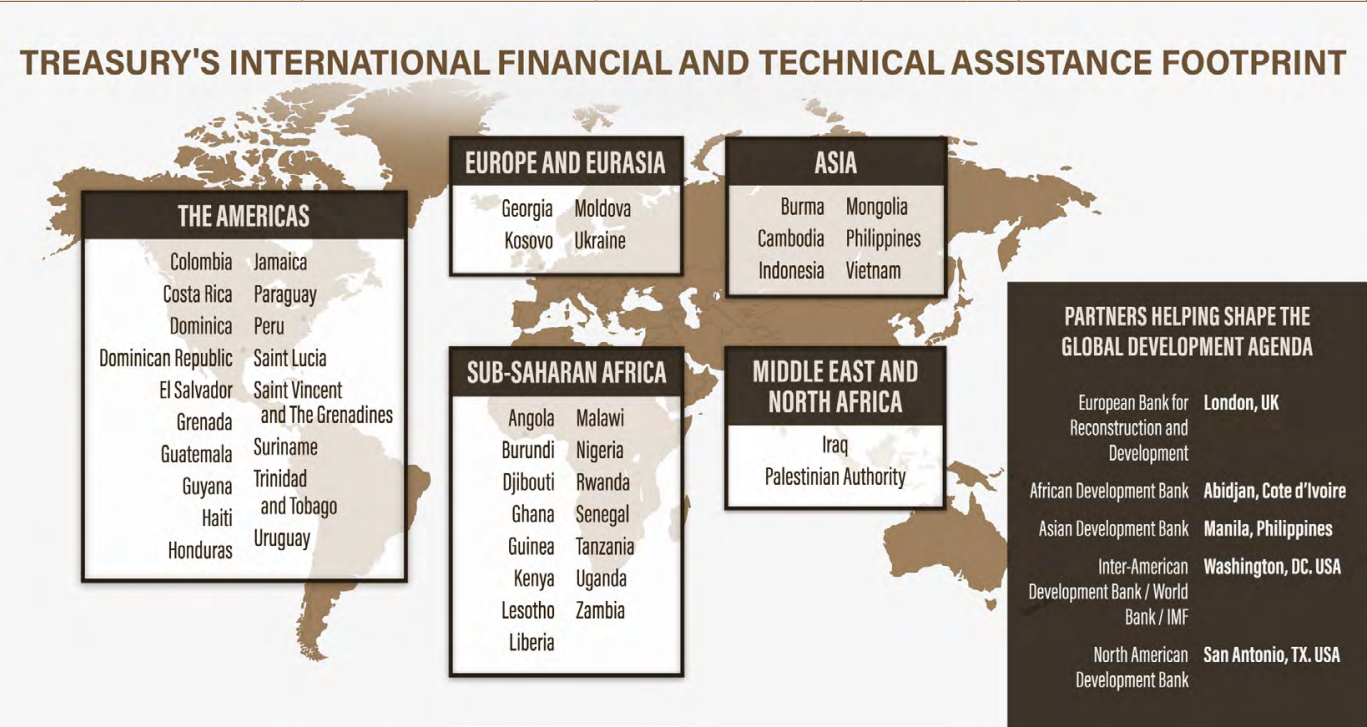 TREASURY'S INTERNATIONAL FINANCIAL AND TECHNICAL ASSISTANCE FOOTPRINT
THE AMERICAS
Colombia Jamaica
Costa Rica Paraguay
Dominica Peru
Dominican Republic Saint Lucia
El Salvador Saint Vincent
and The Grenadines
Grenada
Guatemala Suriname
Guyana Trinidad
and Tobago
Haiti
Honduras Uruguay
EUROPE AND EURASIA
Georgia Moldova
Kosovo Ukraine
ASIA
Burma Mongolia
Cambodia Philippines
Indonesia Vietnam
SUB-SAHARAN AFRICA
Angola Malawi
Burundi Nigeria
Djibouti Rwanda
Ghana Senegal
Guinea Tanzania
Kenya Uganda
Lesotho Zambia
Liberia
MIDDLE EAST AND
NORTH AFRICA
Iraq
Palestinian Authority
PARTNERS HELPING SHAPE THE
GLOBAL DEVELOPMENT AGENDA
European Bank for London, UK
Reconstruction and
Development
African Development Bank Abidjan, Cote d'Ivoire
Asian Development Bank Manila, Philippines
Inter-American Washington, DC. USA
Development Bank / World
Bank / IMF
North American San Antonio, TX. USA
Development Bank